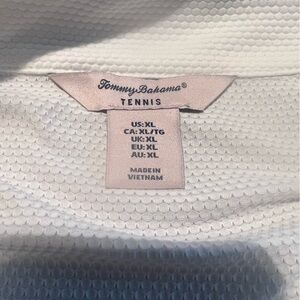 Tommy Bahama®
TENNIS
US: XL
CA: XL/TG
UK: XL
EU: XL
AU: XL
MADE IN
VIETNAM